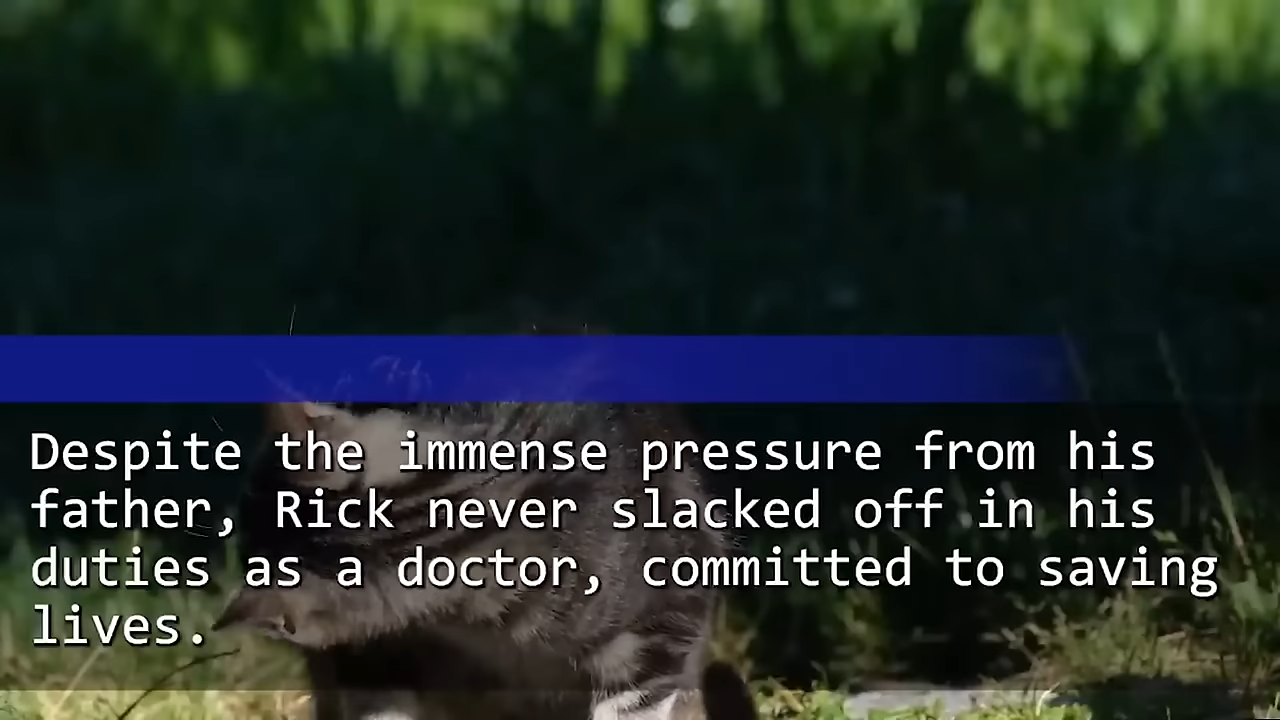 Despite the immense pressure from his
father, Rick never slacked off in his
duties as a doctor, committed to saving
lives.